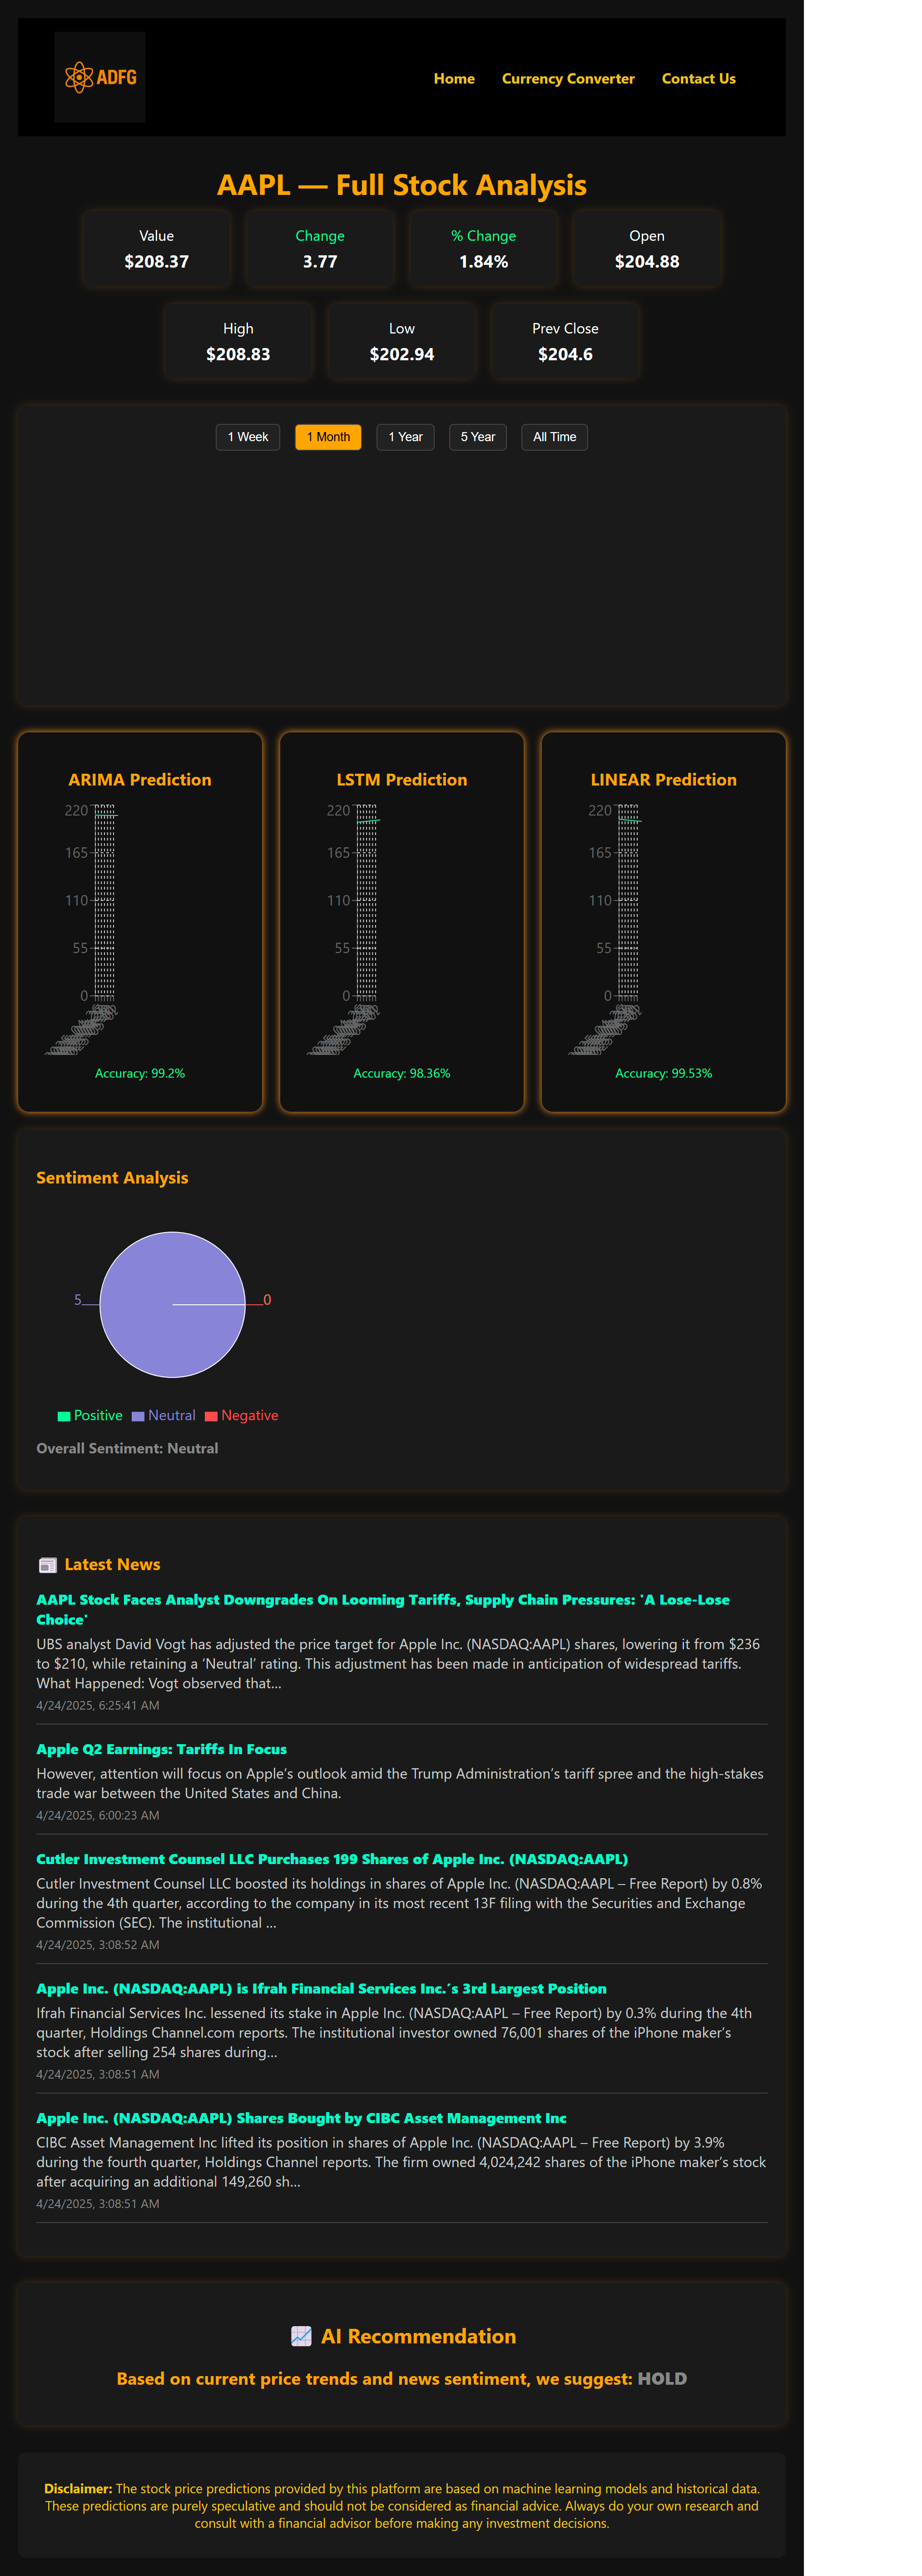 ADFG
Home Currency Converter Contact Us
AAPL — Full Stock Analysis
Value Change % Change Open
$208.37 3.77 1.84% $204.88
High Low Prev Close
$208.83 $202.94 $204.6
1 Week 1 Month 1 Year 5 Year All Time
ARIMA Prediction
220
165
110
55
0
Accuracy: 99.2%
LSTM Prediction
220
165
110
55
0
Accuracy: 98.36%
LINEAR Prediction
220
165
110
55
0
Accuracy: 99.53%
Sentiment Analysis
5 0
Positive Neutral Negative
Overall Sentiment: Neutral
Latest News
AAPL Stock Faces Analyst Downgrades On Looming Tariffs, Supply Chain Pressures: 'A Lose-Lose
Choice'
UBS analyst David Vogt has adjusted the price target for Apple Inc. (NASDAQ:AAPL) shares, lowering it from $236
to $210, while retaining a ‘Neutral’ rating. This adjustment has been made in anticipation of widespread tariffs.
What Happened: Vogt observed that...
4/24/2025, 6:25:41 AM
Apple Q2 Earnings: Tariffs In Focus
However, attention will focus on Apple’s outlook amid the Trump Administration’s tariff spree and the high-stakes
trade war between the United States and China.
4/24/2025, 6:00:23 AM
Cutler Investment Counsel LLC Purchases 199 Shares of Apple Inc. (NASDAQ:AAPL)
Cutler Investment Counsel LLC boosted its holdings in shares of Apple Inc. (NASDAQ:AAPL – Free Report) by 0.8%
during the 4th quarter, according to the company in its most recent 13F filing with the Securities and Exchange
Commission (SEC). The institutional ...
4/24/2025, 3:08:52 AM
Apple Inc. (NASDAQ:AAPL) is Ifrah Financial Services Inc.´s 3rd Largest Position
Ifrah Financial Services Inc. lessened its stake in Apple Inc. (NASDAQ:AAPL – Free Report) by 0.3% during the 4th
quarter, Holdings Channel.com reports. The institutional investor owned 76,001 shares of the iPhone maker’s
stock after selling 254 shares during...
4/24/2025, 3:08:51 AM
Apple Inc. (NASDAQ:AAPL) Shares Bought by CIBC Asset Management Inc
CIBC Asset Management Inc lifted its position in shares of Apple Inc. (NASDAQ:AAPL – Free Report) by 3.9%
during the fourth quarter, Holdings Channel reports. The firm owned 4,024,242 shares of the iPhone maker’s stock
after acquiring an additional 149,260 sh...
4/24/2025, 3:08:51 AM
AI Recommendation
Based on current price trends and news sentiment, we suggest: HOLD
Disclaimer: The stock price predictions provided by this platform are based on machine learning models and historical data.
These predictions are purely speculative and should not be considered as financial advice. Always do your own research and
consult with a financial advisor before making any investment decisions.